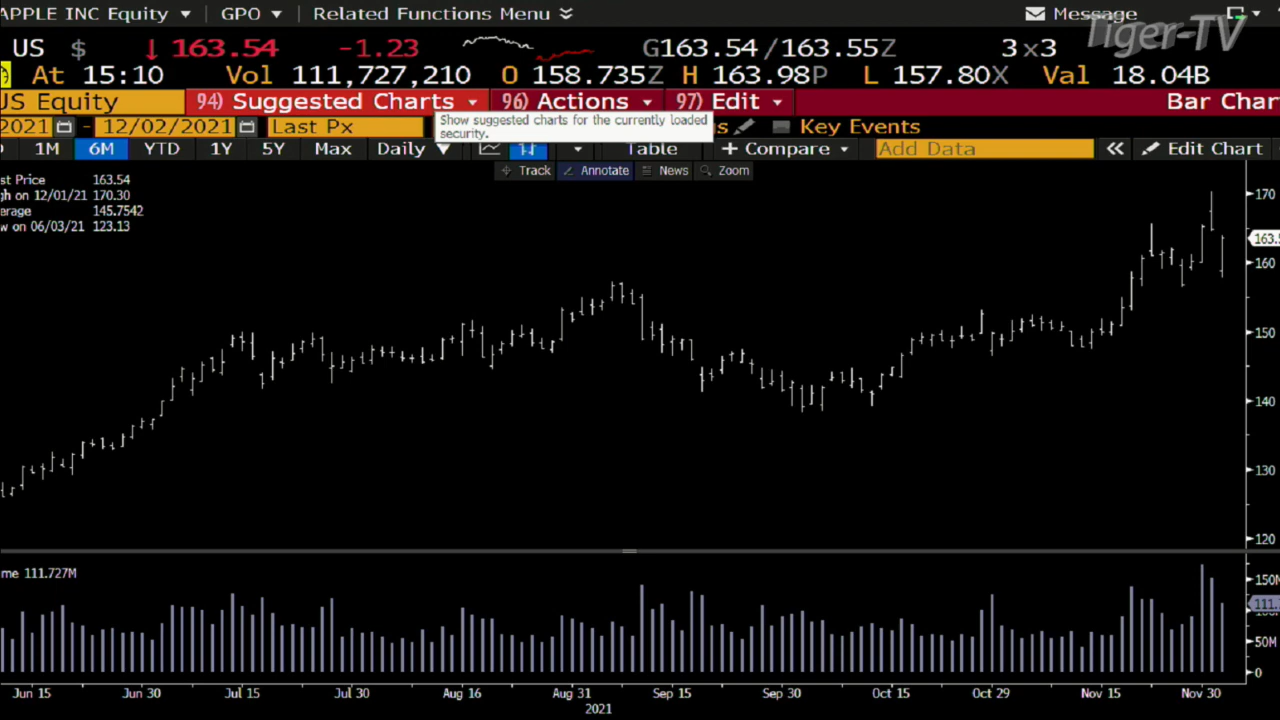 APPLE INC Equity GPO Related Functions Menu Message
Tiger-TV
US $ 163.54 -1.23 G163.54/163.55Z 3x3
At 15:10 Vol 111,727,210 O 158.735Z H 163.98P L 157.80X Val 18.04B
US Equity 94) Suggested Charts 96) Actions 97) Edit Bar Char
2021 - 12/02/2021 Last Px Key Events
Show suggested charts for the currently loaded
security.
1M 6M YTD 1Y 5Y Max Daily Table + Compare Add Data « Edit Chart
Track Annotate News Zoom
st Price 163.54
gh on 12/01/21 170.30
erage 145.7542
w on 06/03/21 123.13
170
163.5
160
150
140
130
120
me 111.727M
150M
111.
100M
50M
0
Jun 15 Jun 30 Jul 15 Jul 30 Aug 16 Aug 31 Sep 15 Sep 30 Oct 15 Oct 29 Nov 15 Nov 30
2021